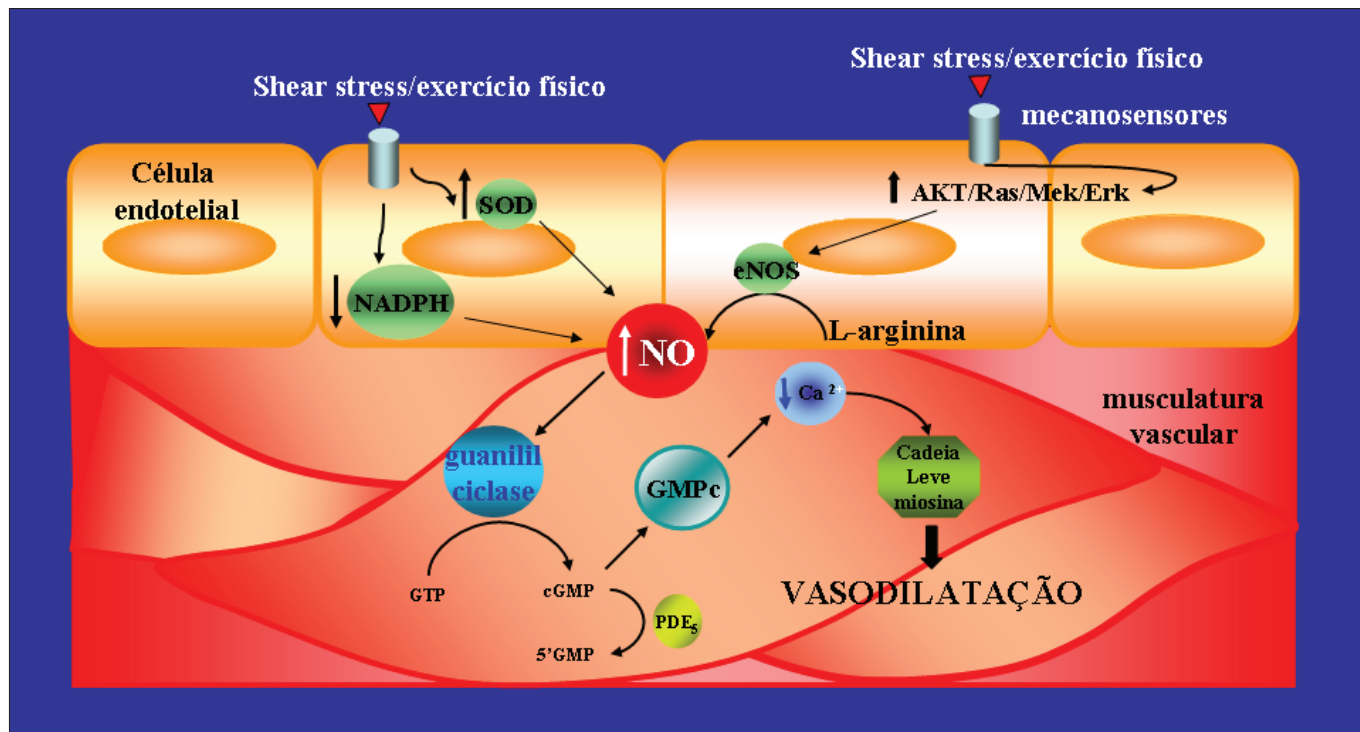 Shear stress/exercício físico
Shear stress/exercício físico
mecanosensores
Célula
endotelial
SOD
AKT/Ras/Mek/Erk
eNOS
NADPH
L-arginina
NO
Ca 2+
musculatura
vascular
guanilil
ciclase
GMPc
Cadeia
Leve
miosina
GTP
cGMP
PDE5
5'GMP
VASODILATAÇÃO